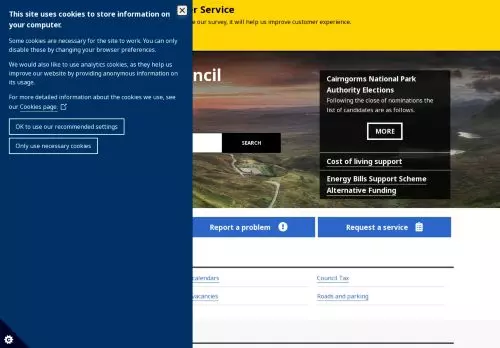 This site uses cookies to store information on
your computer.
Some cookies are necessary for the site to work. You can only
disable these by changing your browser preferences.
We would also like to use analytics cookies, as they help us
improve our website by providing anonymous information on
its usage.
For more detailed information about the cookies we use, see
our Cookies page.
OK to use our recommended settings
Only use necessary cookies
Service
our survey, it will help us improve customer experience.
SEARCH
Cairngorms National Park
Authority Elections
Following the close of nominations the
list of candidates are as follows.
MORE
Cost of living support
Energy Bills Support Scheme
Alternative Funding
Report a problem
Request a service
calendars
Council Tax
vacancies
Roads and parking